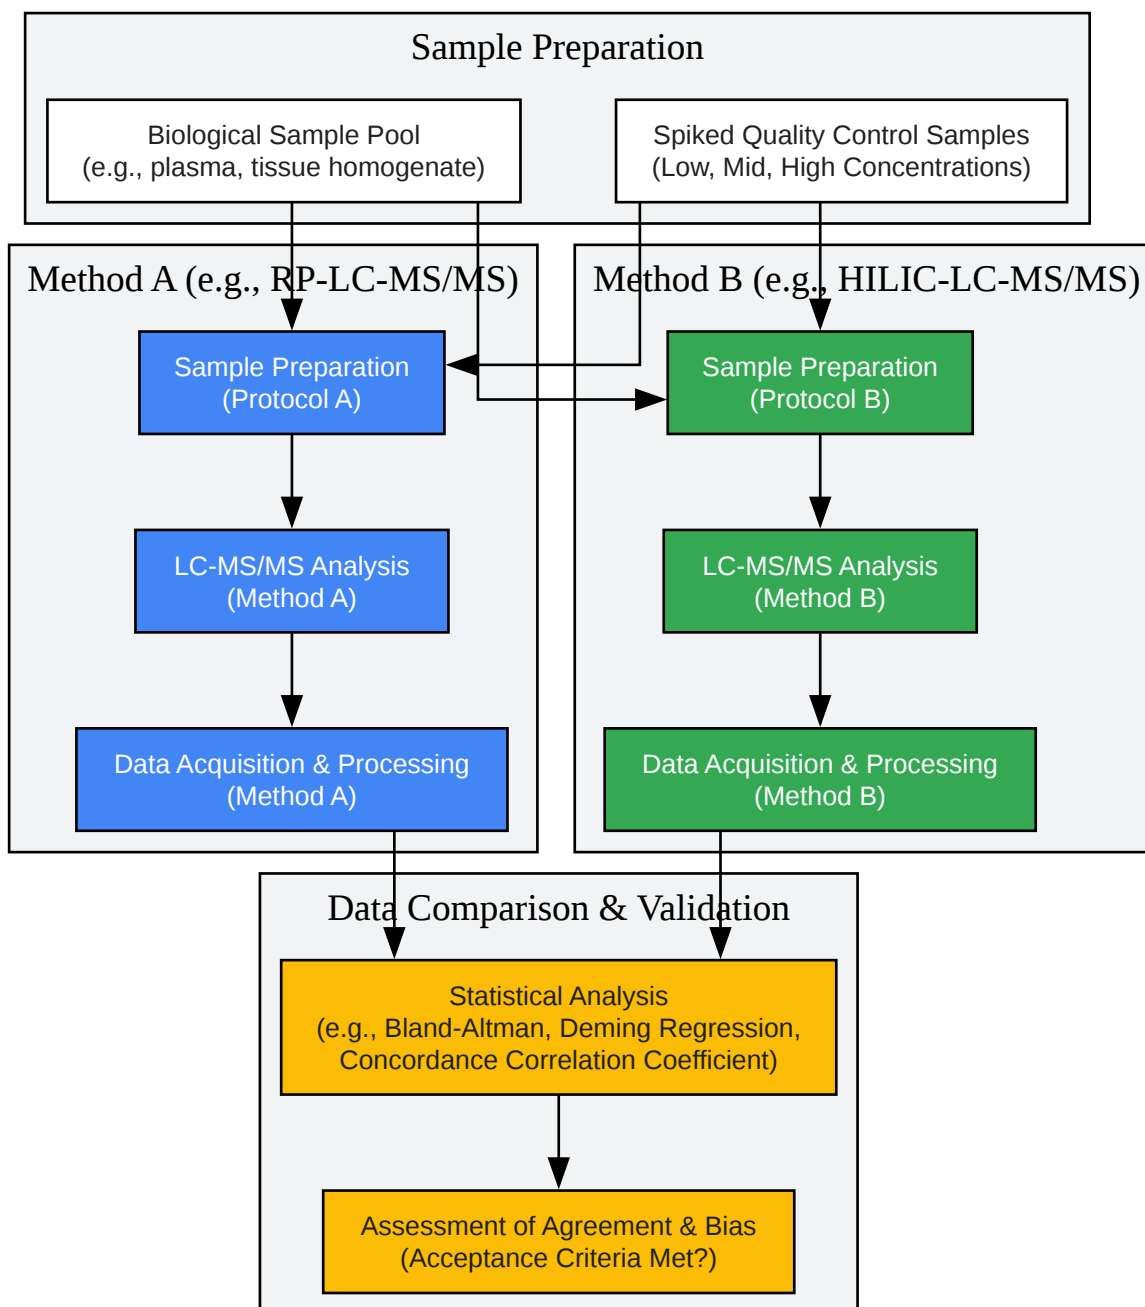 Sample Preparation
Biological Sample Pool
(e.g., plasma, tissue homogenate)
Spiked Quality Control Samples
(Low, Mid, High Concentrations)
Method A (e.g., RP-LC-MS/MS)
Sample Preparation
(Protocol A)
LC-MS/MS Analysis
(Method A)
Data Acquisition & Processing
(Method A)
Method B (e.g., HILIC-LC-MS/MS)
Sample Preparation
(Protocol B)
LC-MS/MS Analysis
(Method B)
Data Acquisition & Processing
(Method B)
Data Comparison & Validation
Statistical Analysis
(e.g., Bland-Altman, Deming Regression,
Concordance Correlation Coefficient)
Assessment of Agreement & Bias
(Acceptance Criteria Met?)